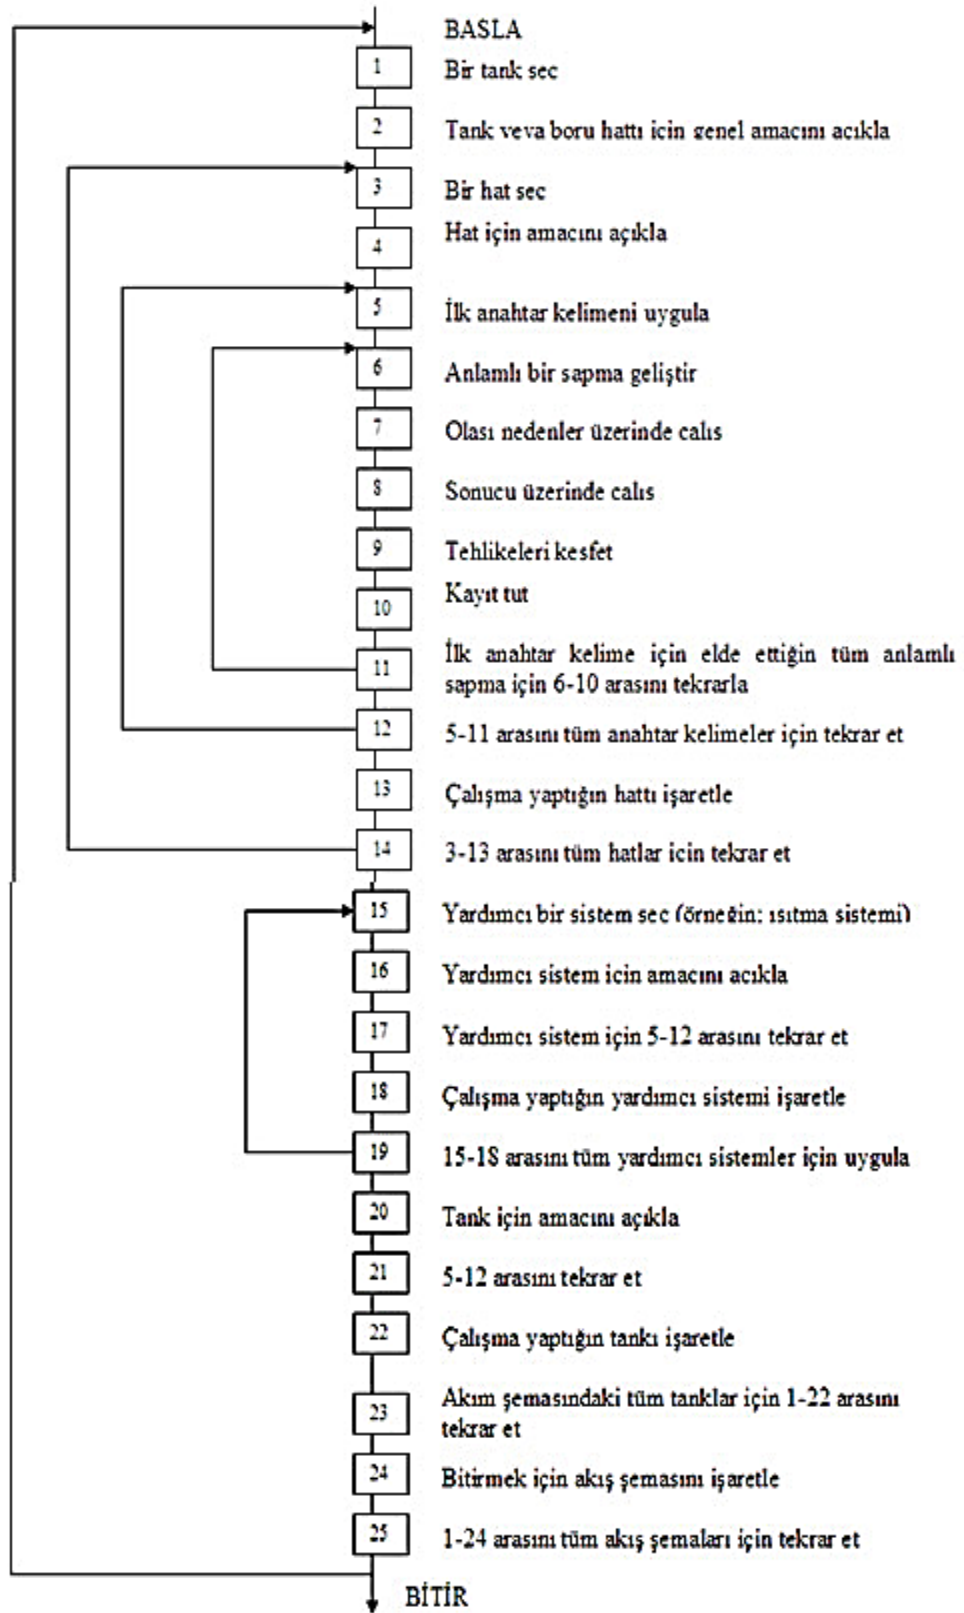 BASLA
1 Bir tank sec
2 Tank veva boru hattı icin genel amacını acıkla
3 Bir hat sec
4 Hat için amacını açıkla
5 İlk anahtar kelimeni uygula
6 Anlamlı bir sapma geliştir
7 Olası nedenler üzerinde calıs
8 Sonucu üzerinde calıs
9 Tehlikeleri kesfet
10 Kayıt tut
11 İlk anahtar kelime için elde ettiğin tüm anlamlı
sapma için 6-10 arasını tekrarla
12 5-11 arasını tüm anahtar kelimeler için tekrar et
13 Çalışma yaptığın hattı işaretle
14 3-13 arasını tüm hatlar icin tekrar et
15 Yardımcı bir sistem sec (örneğin: ısıtma sistemi)
16 Yardımcı sistem icin amacını acıkla
17 Yardımcı sistem için 5-12 arasını tekrar et
18 Çalışma yaptığın yardımcı sistemi işaretle
19 15-18 arasını tüm yardımcı sistemler için uygula
20 Tank için amacını açıkla
21 5-12 arasını tekrar et
22 Çalışma yaptığın tankı işaretle
23 Akım şemasındaki tüm tanklar için 1-22 arasını
tekrar et
24 Bitirmek için akış şemasını işaretle
25 1-24 arasını tüm akış şemaları için tekrar et
BİTİR